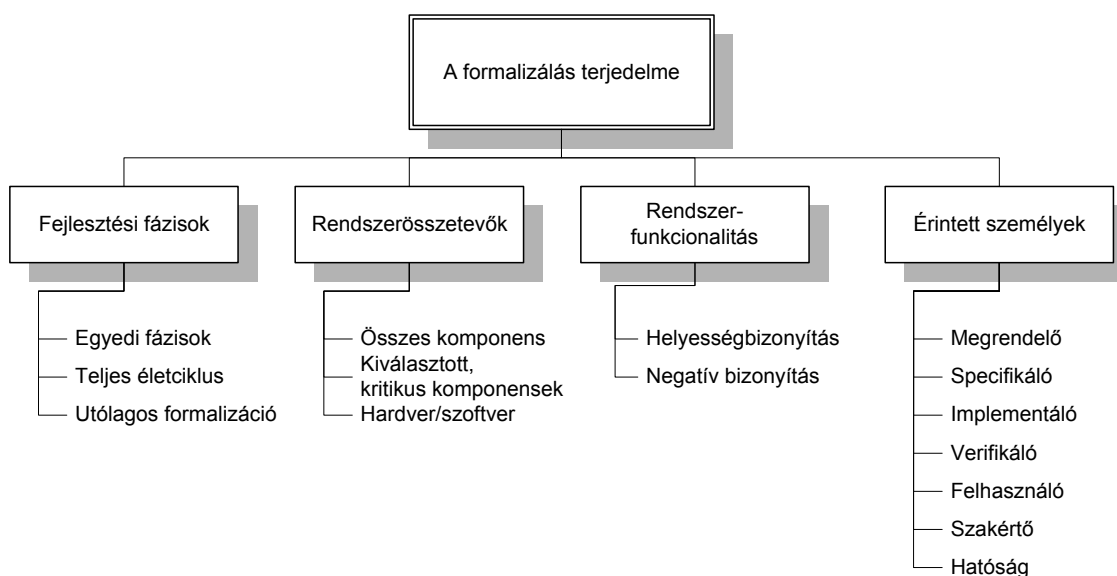 A formalizálás terjedelme
Fejlesztési fázisok
Egyedi fázisok
Teljes életciklus
Utólagos formalizáció
Rendszerösszetevők
Összes komponens
Kiválasztott,
kritikus komponensek
Hardver/szoftver
Rendszer-
funkcionalitás
Helyességbizonyítás
Negatív bizonyítás
Érintett személyek
Megrendelő
Specifikáló
Implementáló
Verifikáló
Felhasználó
Szakértő
Hatóság